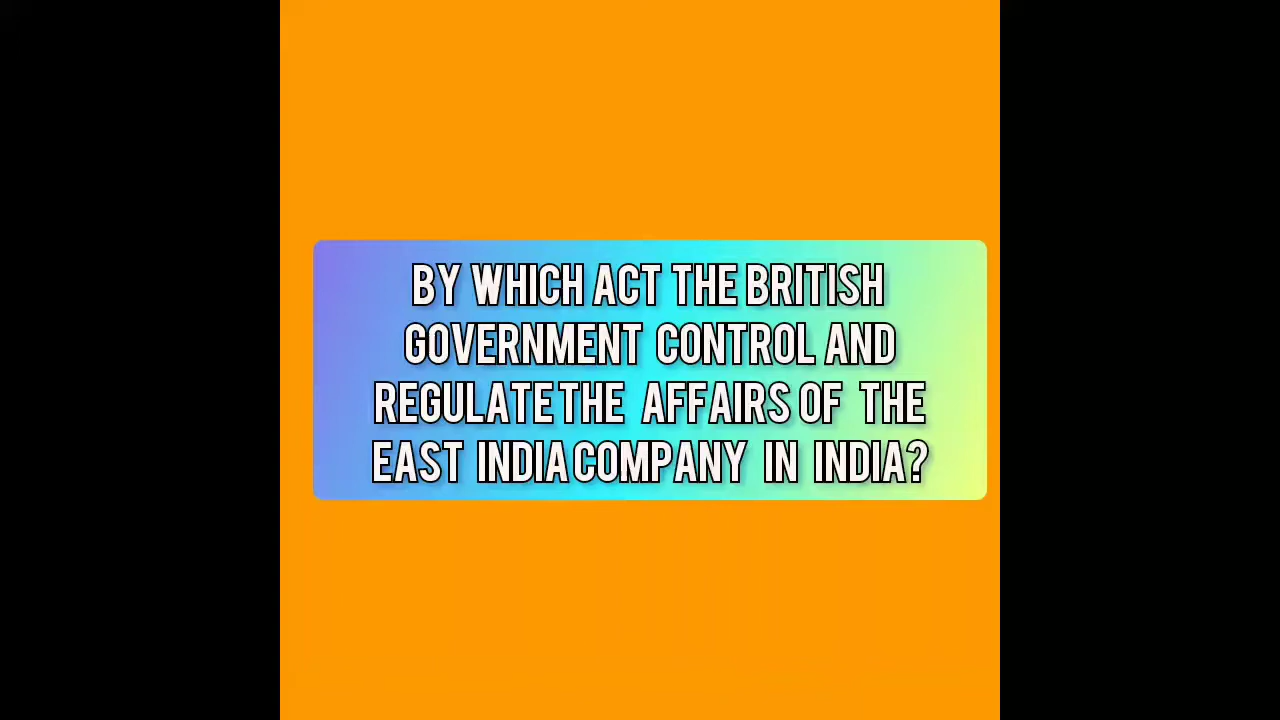 BY WHICH ACT THE BRITISH
GOVERNMENT CONTROL AND
REGULATE THE AFFAIRS OF THE
EAST INDIA COMPANY IN INDIA?